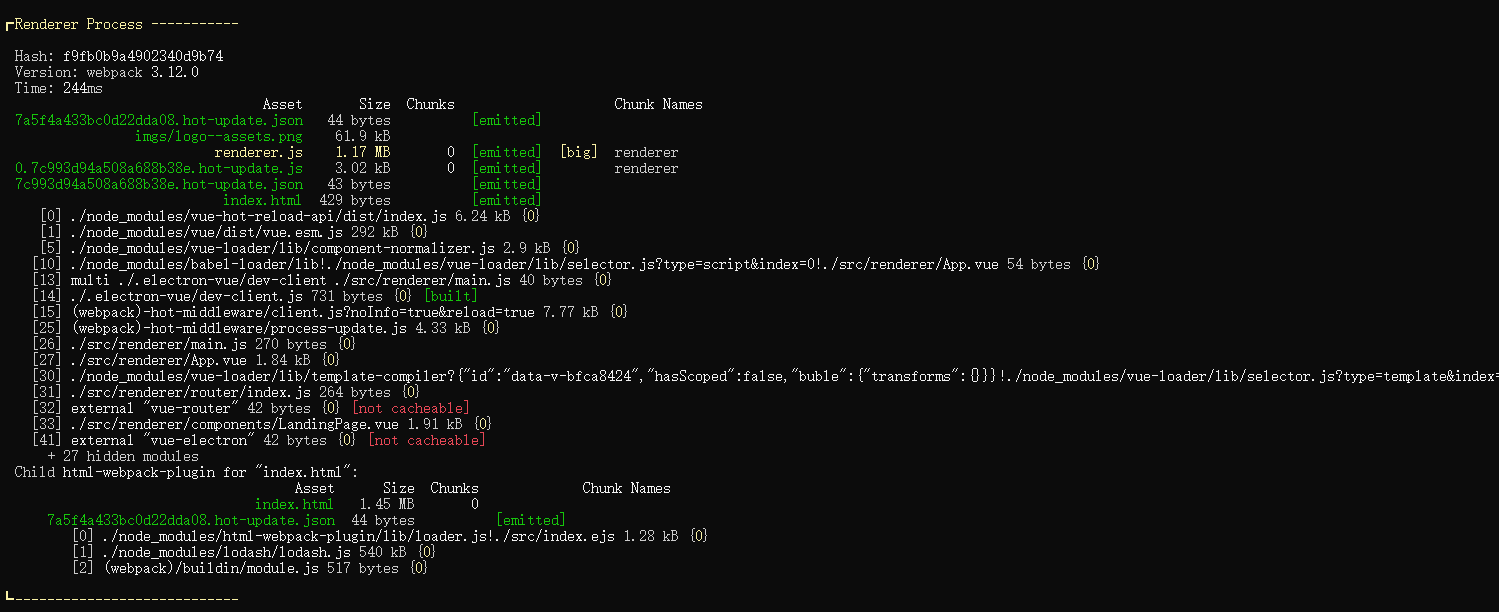 ┏Renderer Process -----------
Hash: f9fb0b9a4902340d9b74
Version: webpack 3.12.0
Time: 244ms
Asset Size Chunks Chunk Names
7a5f4a433bc0d22dda08.hot-update.json 44 bytes [emitted]
imgs/logo--assets.png 61.9 kB
renderer.js 1.17 MB 0 [emitted] [big] renderer
0.7c993d94a508a688b38e.hot-update.js 3.02 kB 0 [emitted] renderer
7c993d94a508a688b38e.hot-update.json 43 bytes [emitted]
index.html 429 bytes [emitted]
[0] ./node_modules/vue-hot-reload-api/dist/index.js 6.24 kB {0}
[1] ./node_modules/vue/dist/vue.esm.js 292 kB {0}
[5] ./node_modules/vue-loader/lib/component-normalizer.js 2.9 kB {0}
[10] ./node_modules/babel-loader/lib!./node_modules/vue-loader/lib/selector.js?type=script&index=0!./src/renderer/App.vue 54 bytes {0}
[13] multi ./.electron-vue/dev-client ./src/renderer/main.js 40 bytes {0}
[14] ./.electron-vue/dev-client.js 731 bytes {0} [built]
[15] (webpack)-hot-middleware/client.js?noInfo=true&reload=true 7.77 kB {0}
[25] (webpack)-hot-middleware/process-update.js 4.33 kB {0}
[26] ./src/renderer/main.js 270 bytes {0}
[27] ./src/renderer/App.vue 1.84 kB {0}
[30] ./node_modules/vue-loader/lib/template-compiler?{"id":"data-v-bfca8424","hasScoped":false,"buble":{"transforms":{}}}!./node_modules/vue-loader/lib/selector.js?type=template&index=
[31] ./src/renderer/router/index.js 264 bytes {0}
[32] external "vue-router" 42 bytes {0} [not cacheable]
[33] ./src/renderer/components/LandingPage.vue 1.91 kB {0}
[41] external "vue-electron" 42 bytes {0} [not cacheable]
+ 27 hidden modules
Child html-webpack-plugin for "index.html":
Asset Size Chunks Chunk Names
index.html 1.45 MB 0
7a5f4a433bc0d22dda08.hot-update.json 44 bytes [emitted]
[0] ./node_modules/html-webpack-plugin/lib/loader.js!./src/index.ejs 1.28 kB {0}
[1] ./node_modules/lodash/lodash.js 540 kB {0}
[2] (webpack)/buildin/module.js 517 bytes {0}
┗----------------------------